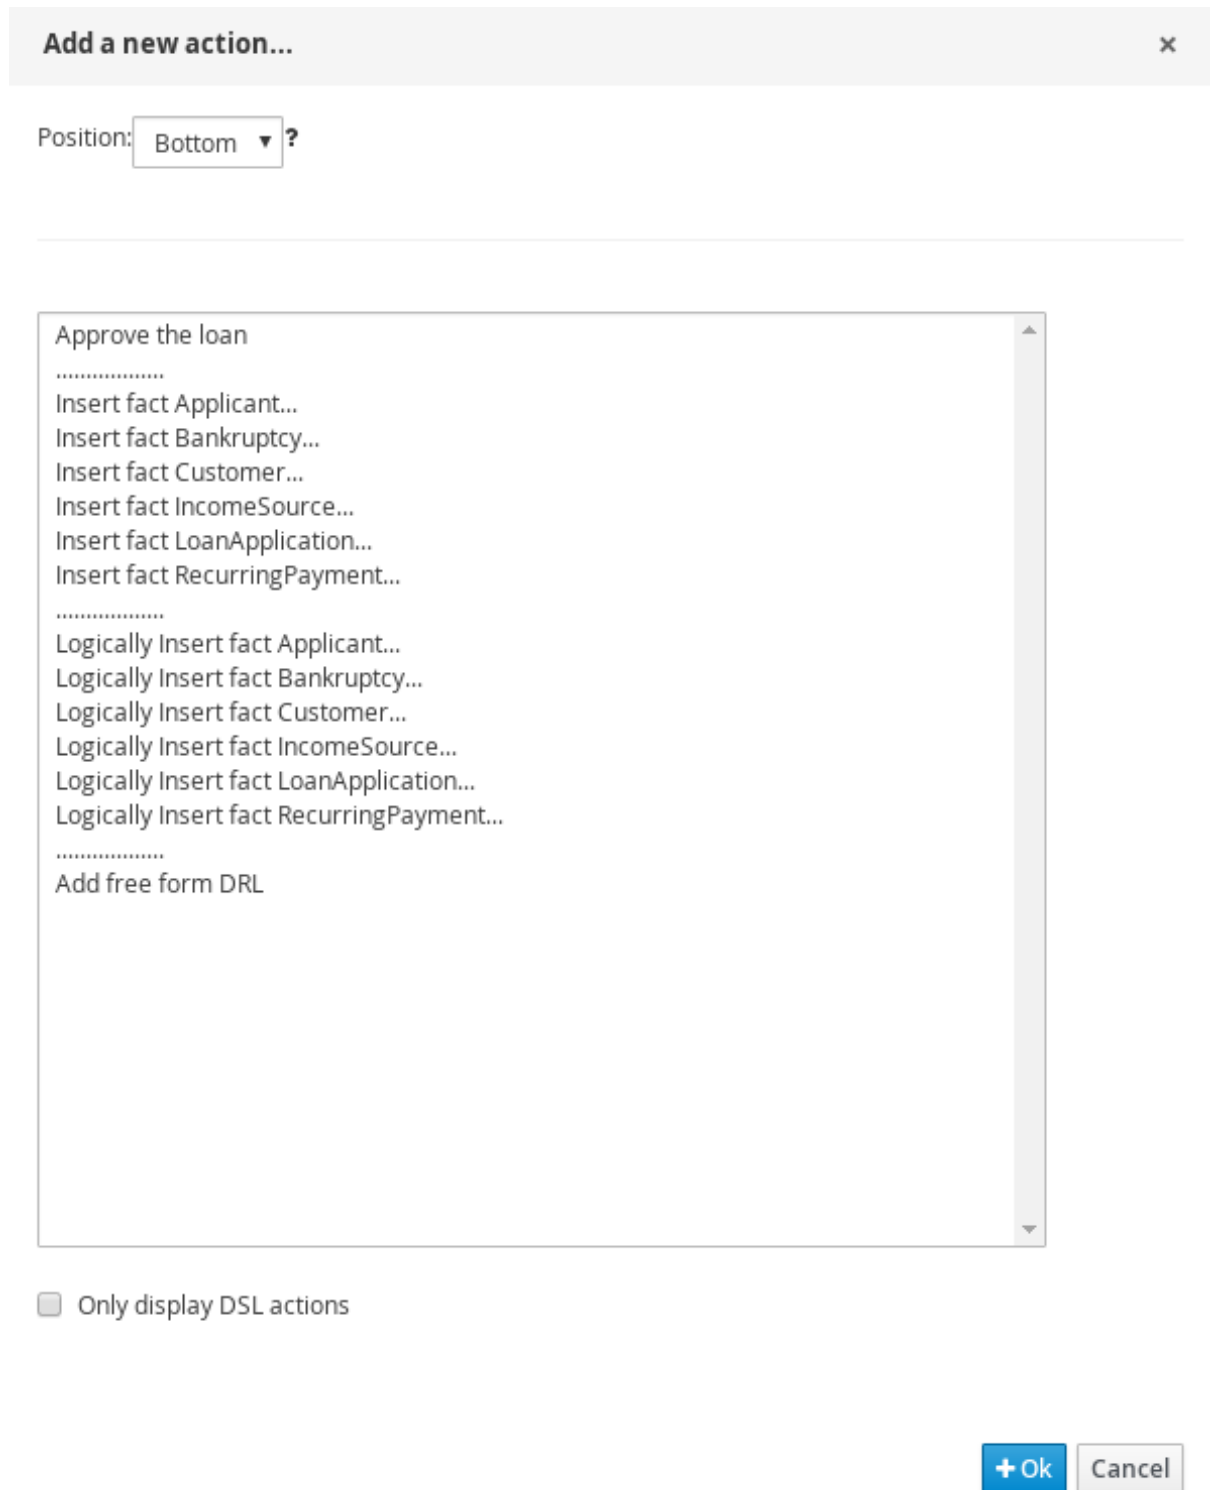 Add a new action...
×
Position: Bottom ?
Approve the loan
..................
Insert fact Applicant...
Insert fact Bankruptcy...
Insert fact Customer...
Insert fact IncomeSource...
Insert fact LoanApplication...
Insert fact RecurringPayment...
..................
Logically Insert fact Applicant...
Logically Insert fact Bankruptcy...
Logically Insert fact Customer...
Logically Insert fact IncomeSource...
Logically Insert fact LoanApplication...
Logically Insert fact RecurringPayment...
..................
Add free form DRL
Only display DSL actions
+ Ok Cancel